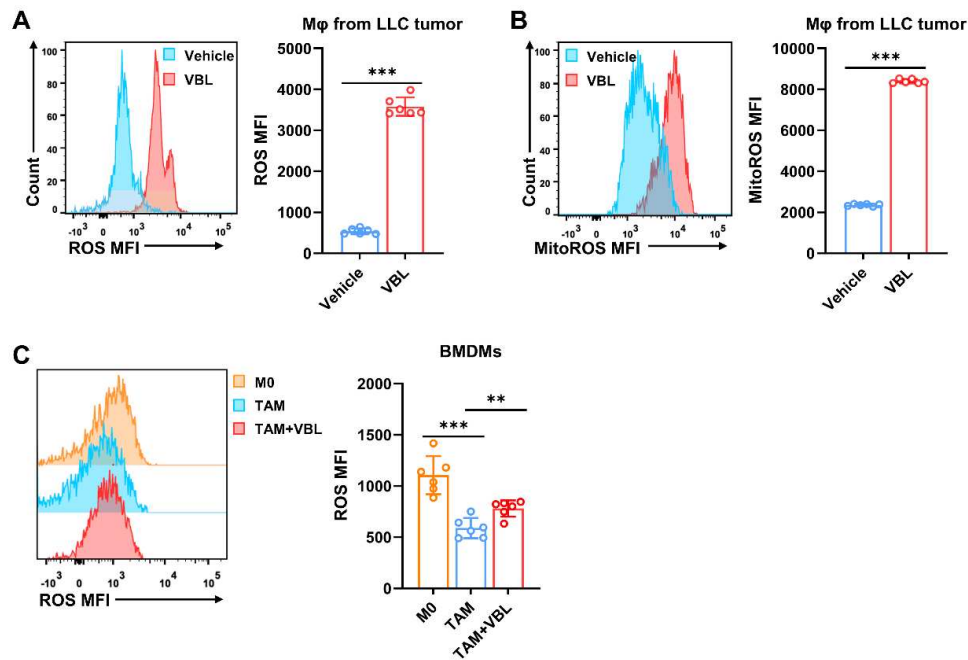 A
Count
100
80
60
40
20
0
-10³ 0 10³ 10⁴ 10⁵
ROS MFI
Vehicle
VBL
Mφ from LLC tumor
ROS MFI
5000
4000
3000
2000
1000
0
***
Vehicle
VBL
B
Count
100
80
60
40
20
0
-10³ 0 10³ 10⁴ 10⁵
MitoROS MFI
Vehicle
VBL
Mφ from LLC tumor
MitoROS MFI
10000
8000
6000
4000
2000
0
***
Vehicle
VBL
C
M0
TAM
TAM+VBL
-10³ 0 10³ 10⁴ 10⁵
ROS MFI
BMDMs
ROS MFI
2000
1500
1000
500
0
***
**
M0
TAM
TAM+VBL